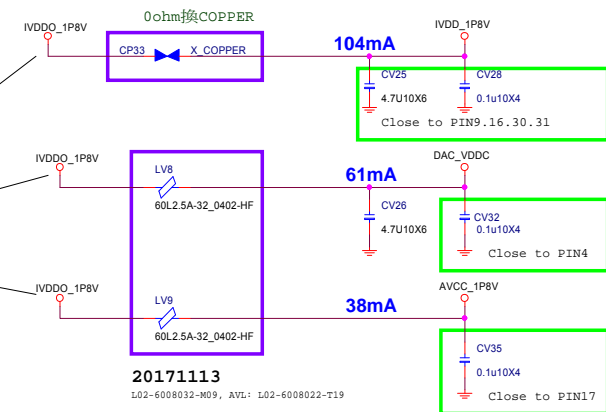 0ohm換COPPER
IVDDO_1P8V
IVDD_1P8V
CP33
X_COPPER
104mA
CV25
4.7U10X6
CV28
0.1u10X4
Close to PIN9.16.30.31
IVDDO_1P8V
DAC_VDDC
LV8
60L2.5A-32_0402-HF
61mA
CV26
4.7U10X6
CV32
0.1u10X4
Close to PIN4
IVDDO_1P8V
AVCC_1P8V
LV9
60L2.5A-32_0402-HF
38mA
CV35
0.1u10X4
Close to PIN17
20171113
L02-6008032-M09, AVL: L02-6008022-T19